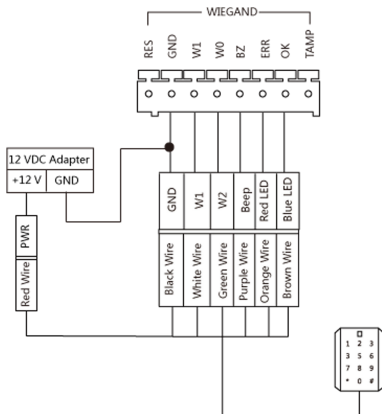 WIEGAND
RES GND W1 W0 BZ ERR OK TAMP
12 VDC Adapter
+12 V GND
PWR
Red Wire
GND W1 W2 Beep Red LED Blue LED
Black Wire White Wire Green Wire Purple Wire Orange Wire Brown Wire
1 2 3
3 5 6
7 8 9
* 0 #